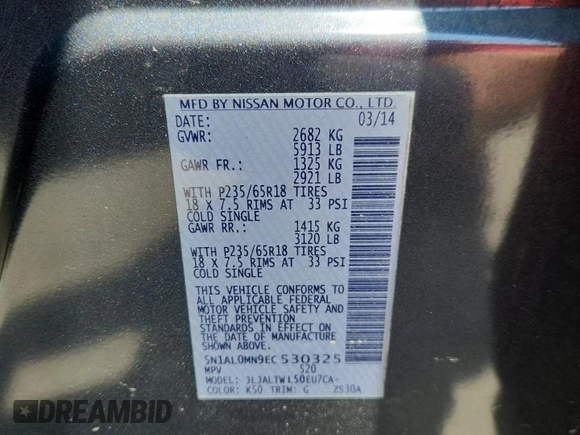 MFD BY NISSAN MOTOR CO., LTD.
DATE: 03/14
GVWR: 2682 KG
5913 LB
GAWR FR.: 1325 KG
2921 LB
WITH P235/65R18 TIRES
18 X 7.5 RIMS AT 33 PSI
COLD SINGLE
GAWR RR.: 1415 KG
3120 LB
WITH P235/65R18 TIRES
18 X 7.5 RIMS AT 33 PSI
COLD SINGLE
THIS VEHICLE CONFORMS TO
ALL APPLICABLE FEDERAL
MOTOR VEHICLE SAFETY AND
THEFT PREVENTION
STANDARDS IN EFFECT ON
THE DATE OF MANUFACTURE
5N1AL0MN9EC530325
MPV S20
MODEL: JLJALTWL50EU7CA-
COLOR: K50 TRIM: G ZS30A
DREAMBID